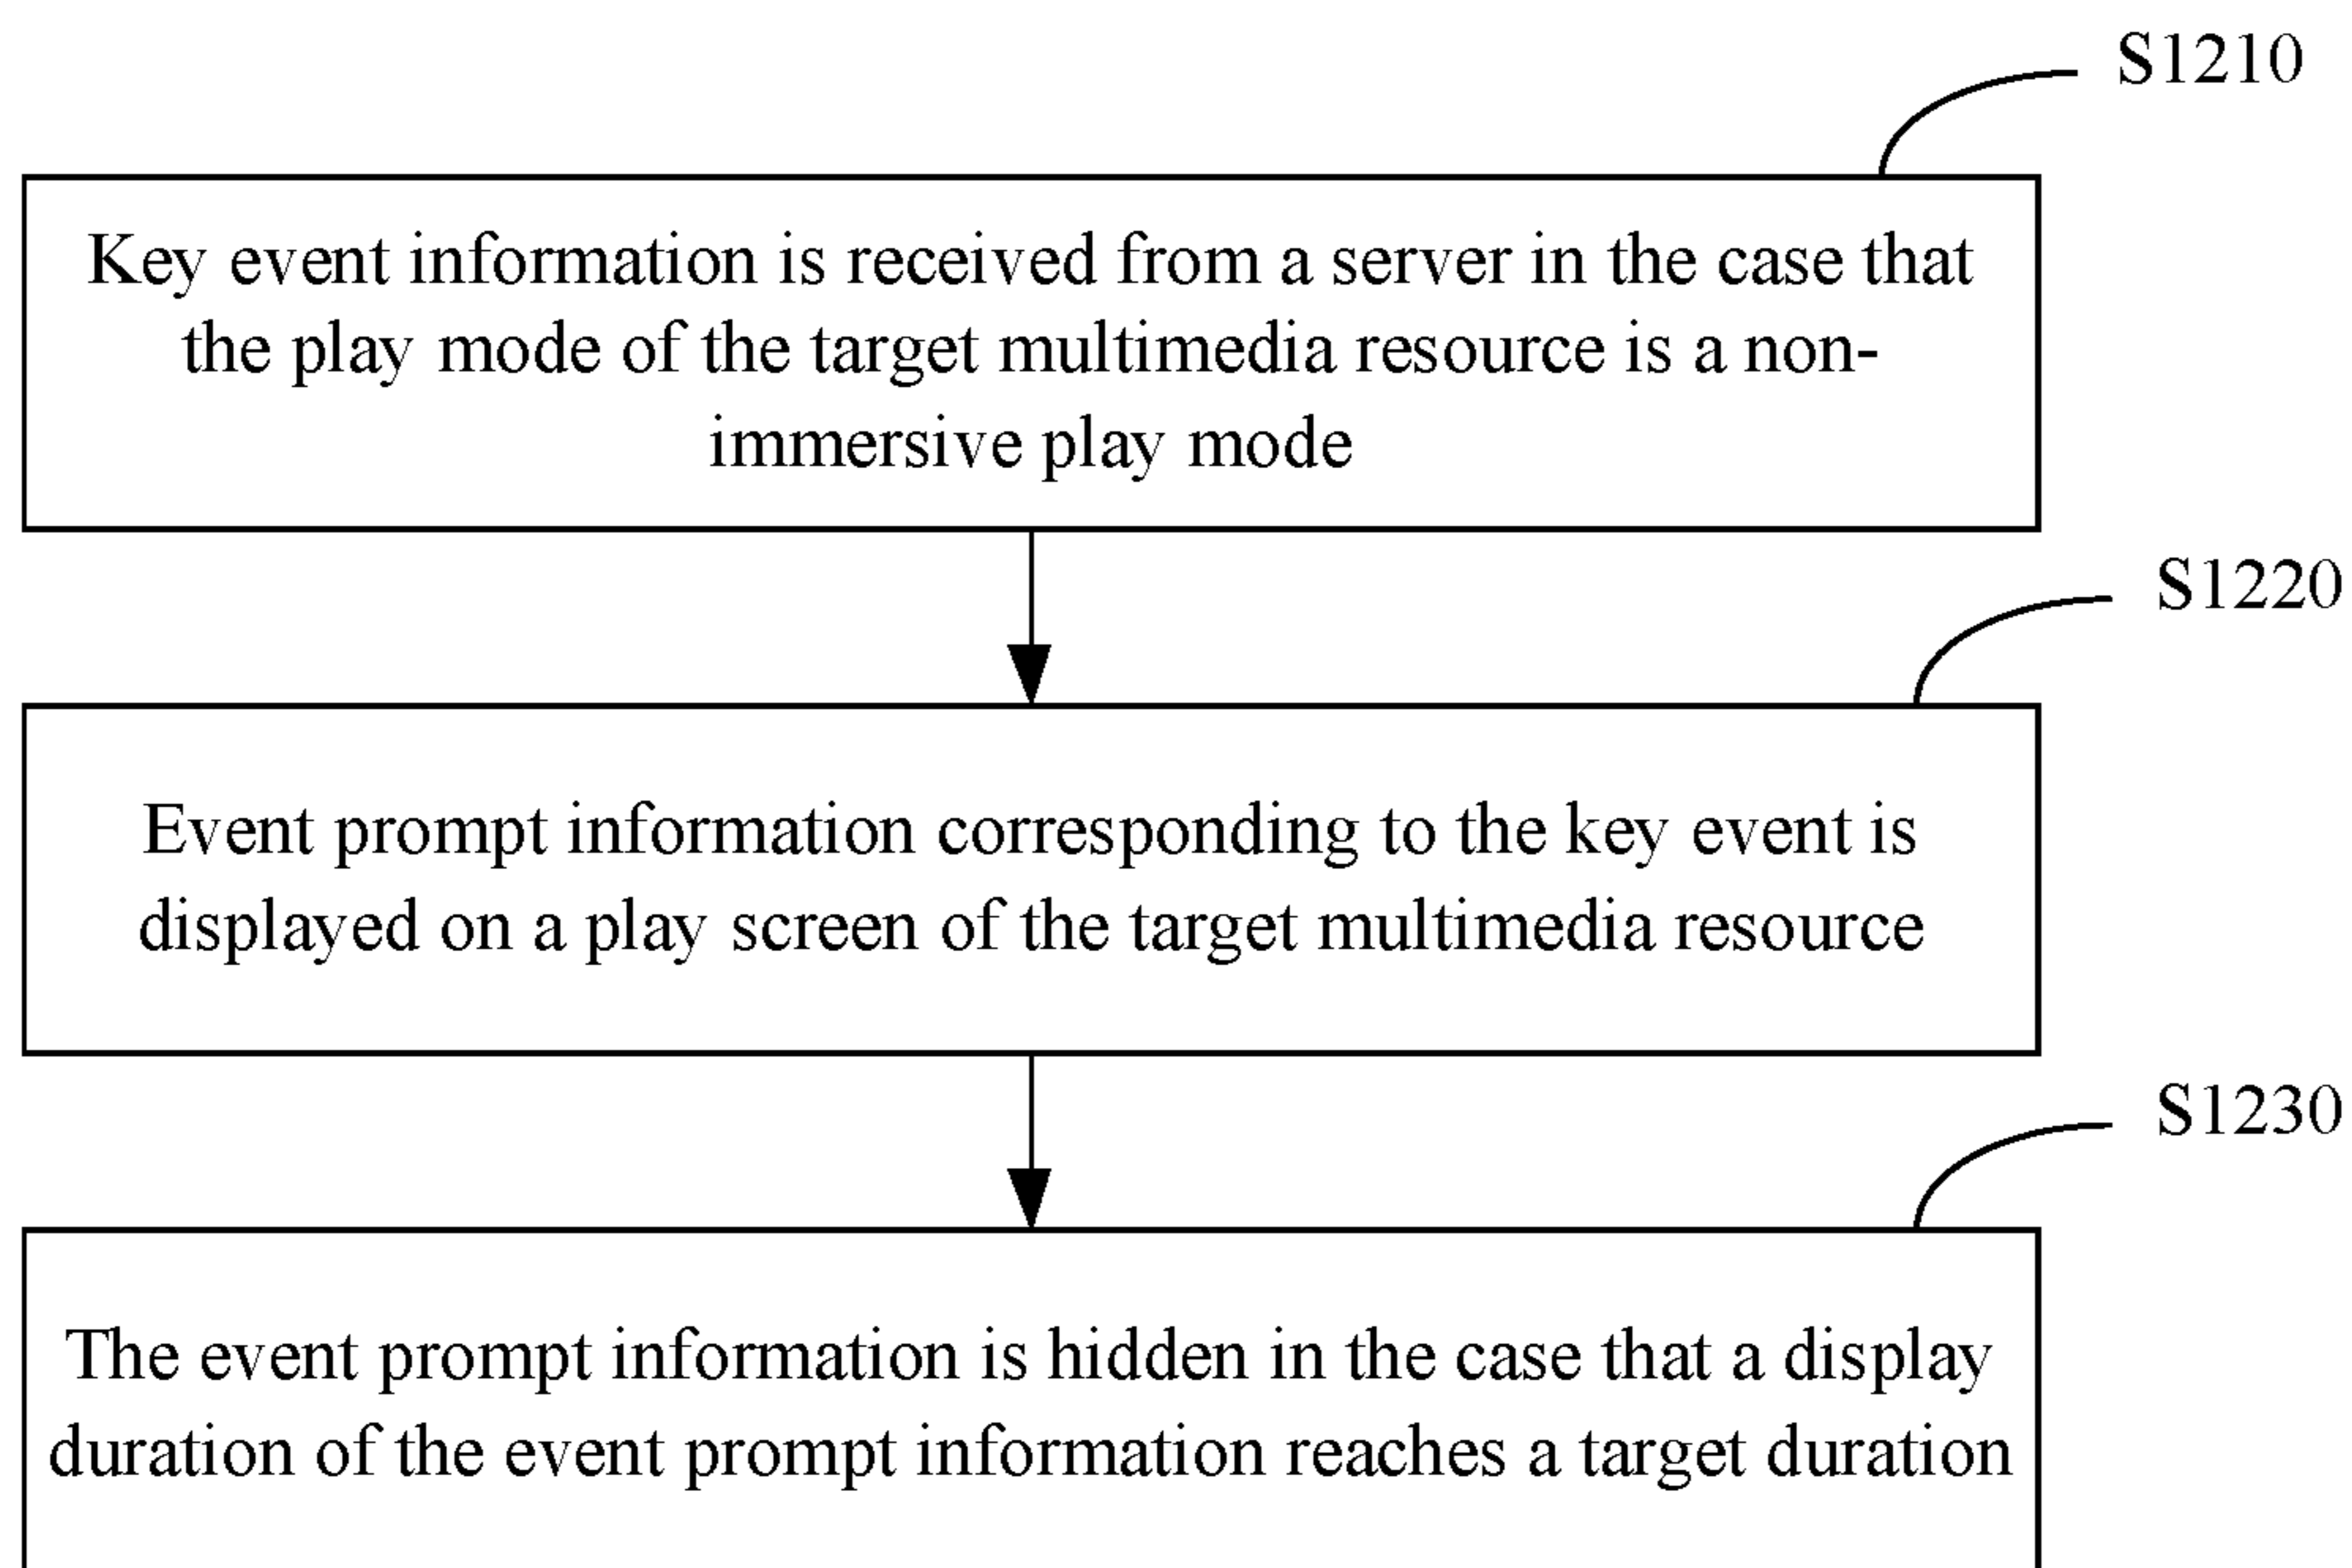 S1210
Key event information is received from a server in the case that
the play mode of the target multimedia resource is a non-
immersive play mode
S1220
Event prompt information corresponding to the key event is
displayed on a play screen of the target multimedia resource
S1230
The event prompt information is hidden in the case that a display
duration of the event prompt information reaches a target duration